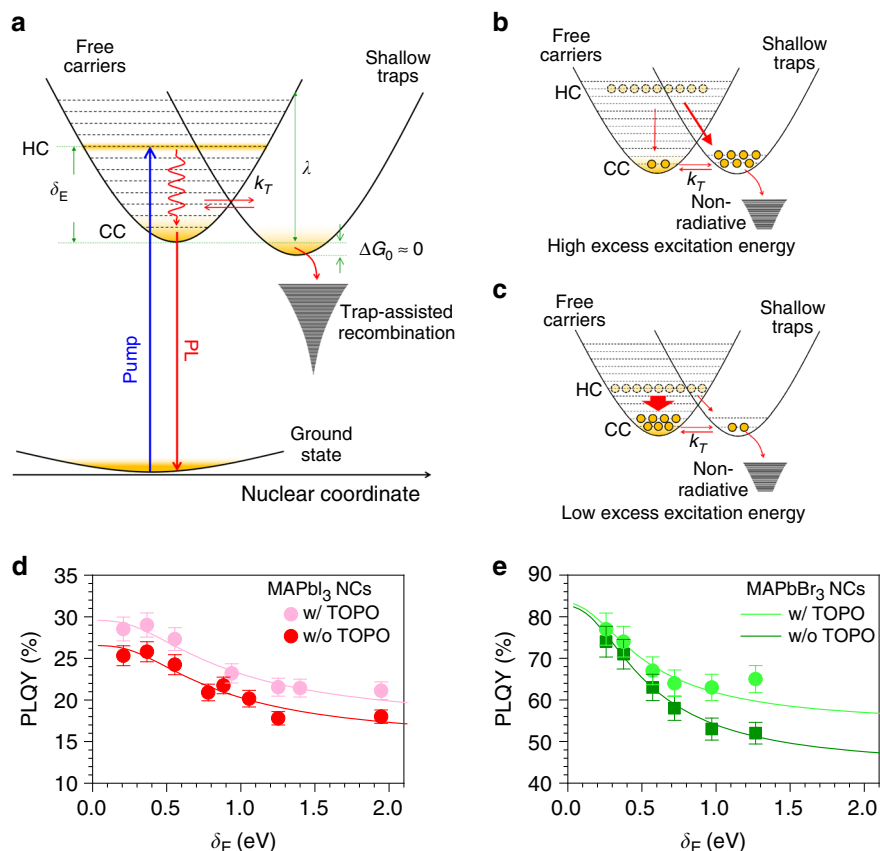 a
Free
carriers
Shallow
traps
HC
δE
λ
kT
CC
ΔG0 ≈ 0
Trap-assisted
recombination
Pump
PL
Ground
state
Nuclear coordinate
b
Free
carriers
Shallow traps
HC
CC
kT
Non-
radiative
High excess excitation energy
c
Free
carriers
Shallow
traps
HC
CC
kT
Non-
radiative
Low excess excitation energy
d
MAPbI3 NCs
w/ TOPO
w/o TOPO
PLQY (%)
35
30
25
20
15
10
0.0 0.5 1.0 1.5 2.0
δE (eV)
e
MAPbBr3 NCs
w/ TOPO
w/o TOPO
PLQY (%)
90
80
70
60
50
40
0.0 0.5 1.0 1.5 2.0
δE (eV)